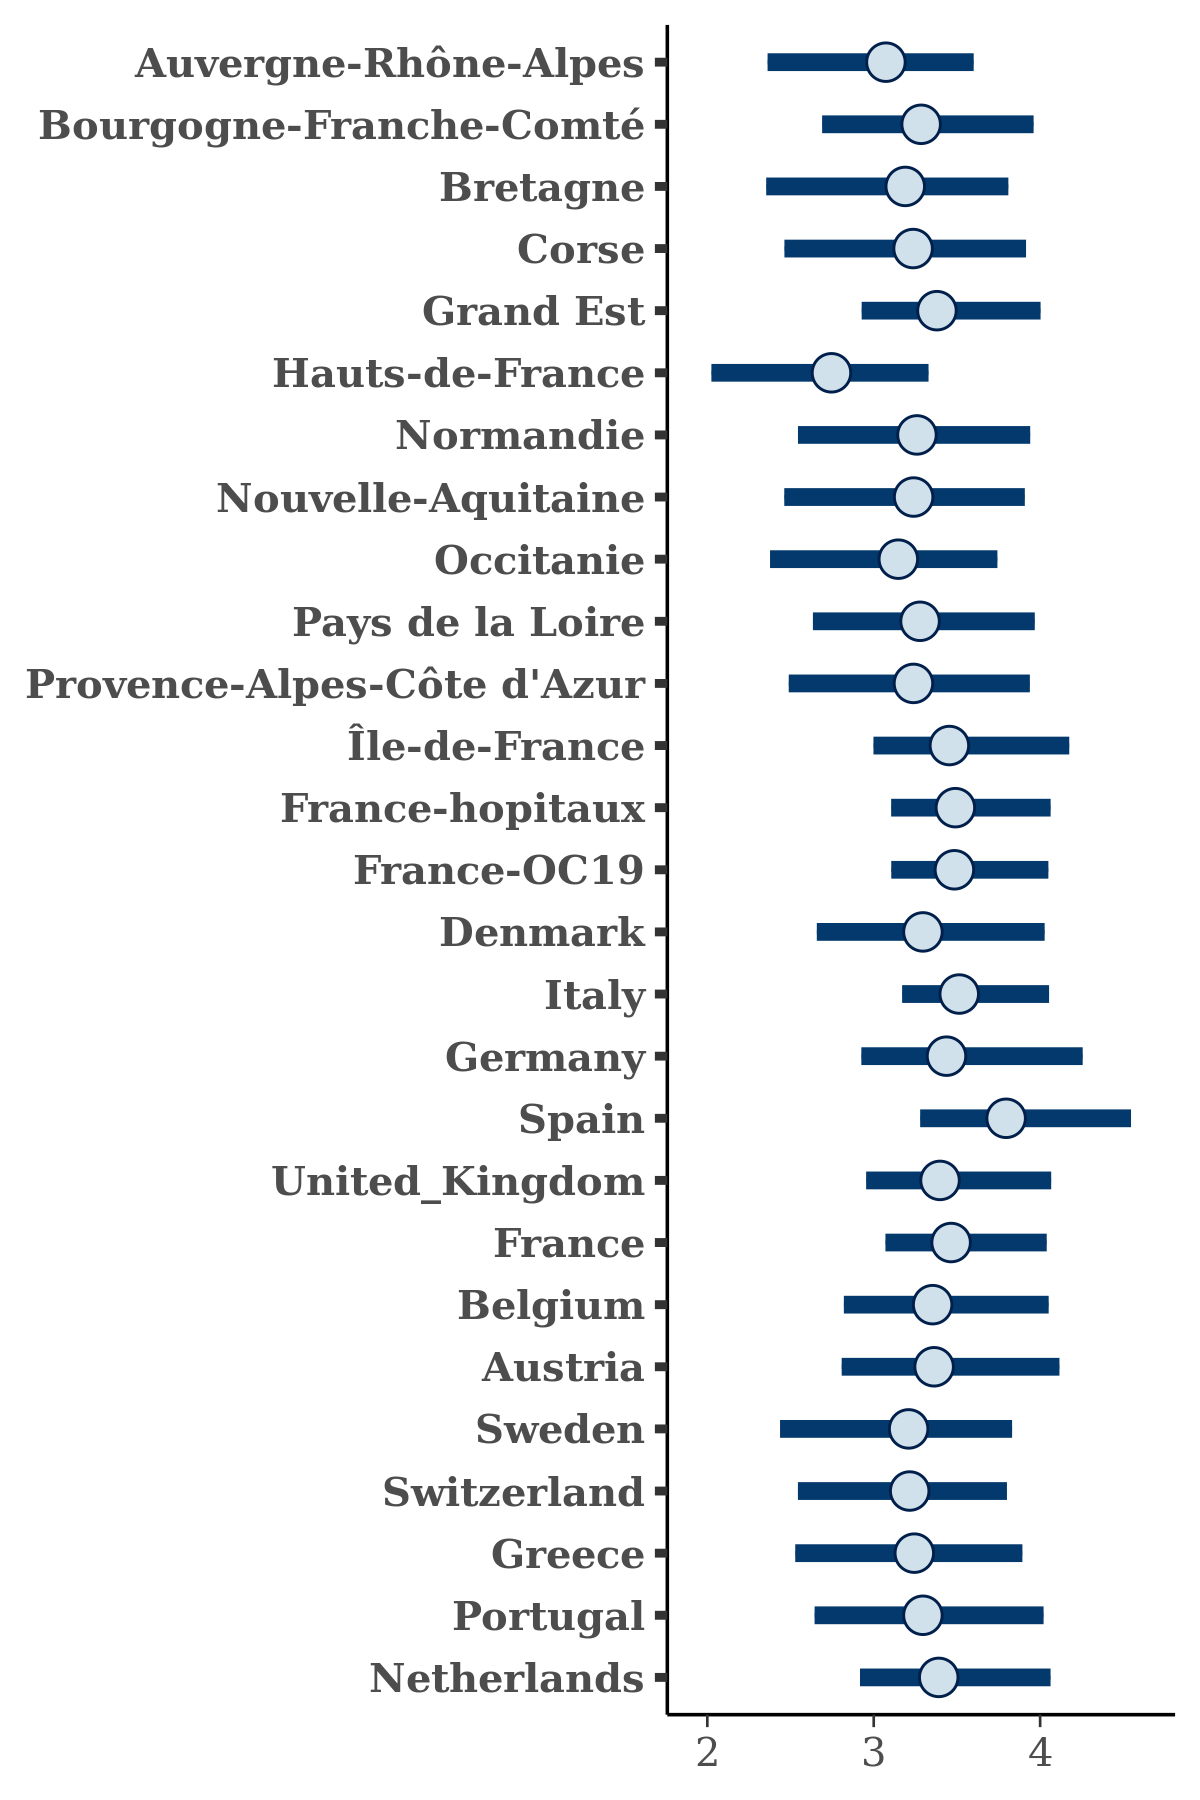 Auvergne-Rhône-Alpes
Bourgogne-Franche-Comté
Bretagne
Corse
Grand Est
Hauts-de-France
Normandie
Nouvelle-Aquitaine
Occitanie
Pays de la Loire
Provence-Alpes-Côte d'Azur
Île-de-France
France-hopitaux
France-OC19
Denmark
Italy
Germany
Spain
United_Kingdom
France
Belgium
Austria
Sweden
Switzerland
Greece
Portugal
Netherlands
2 3 4